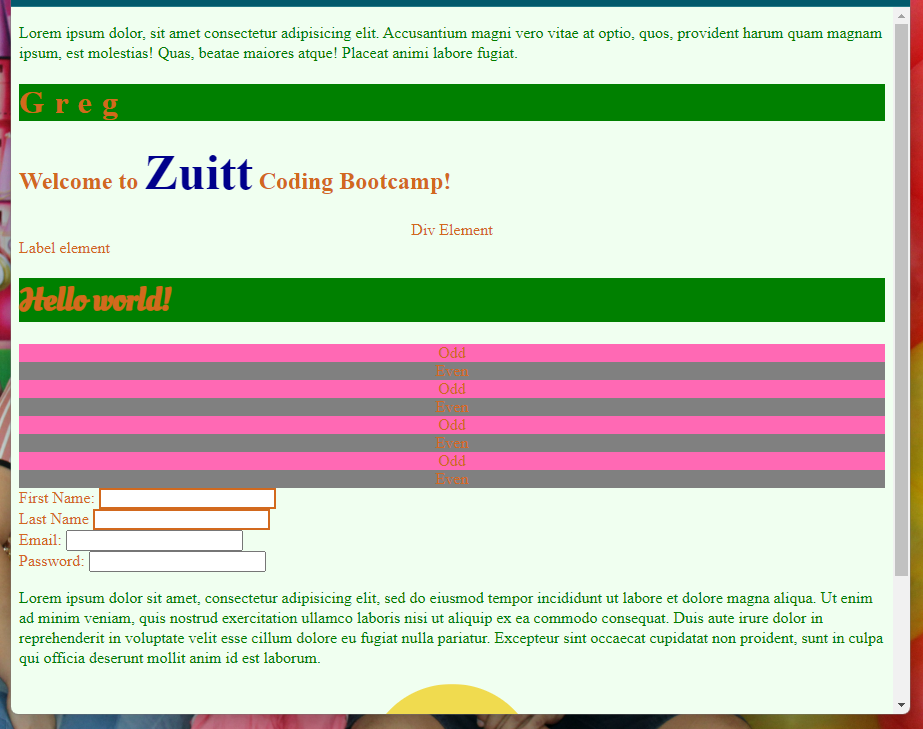 Lorem ipsum dolor, sit amet consectetur adipisicing elit. Accusantium magni vero vitae at optio, quos, provident harum quam magnam
ipsum, est molestias! Quas, beatae maiores atque! Placeat animi labore fugiat.
Greg
Welcome to Zuitt Coding Bootcamp!
Div Element
Label element
Hello world!
Odd
Even
Odd
Even
Odd
Even
Odd
Even
First Name:
Last Name
Email:
Password:
Lorem ipsum dolor sit amet, consectetur adipisicing elit, sed do eiusmod tempor incididunt ut labore et dolore magna aliqua. Ut enim
ad minim veniam, quis nostrud exercitation ullamco laboris nisi ut aliquip ex ea commodo consequat. Duis aute irure dolor in
reprehenderit in voluptate velit esse cillum dolore eu fugiat nulla pariatur. Excepteur sint occaecat cupidatat non proident, sunt in culpa
qui officia deserunt mollit anim id est laborum.